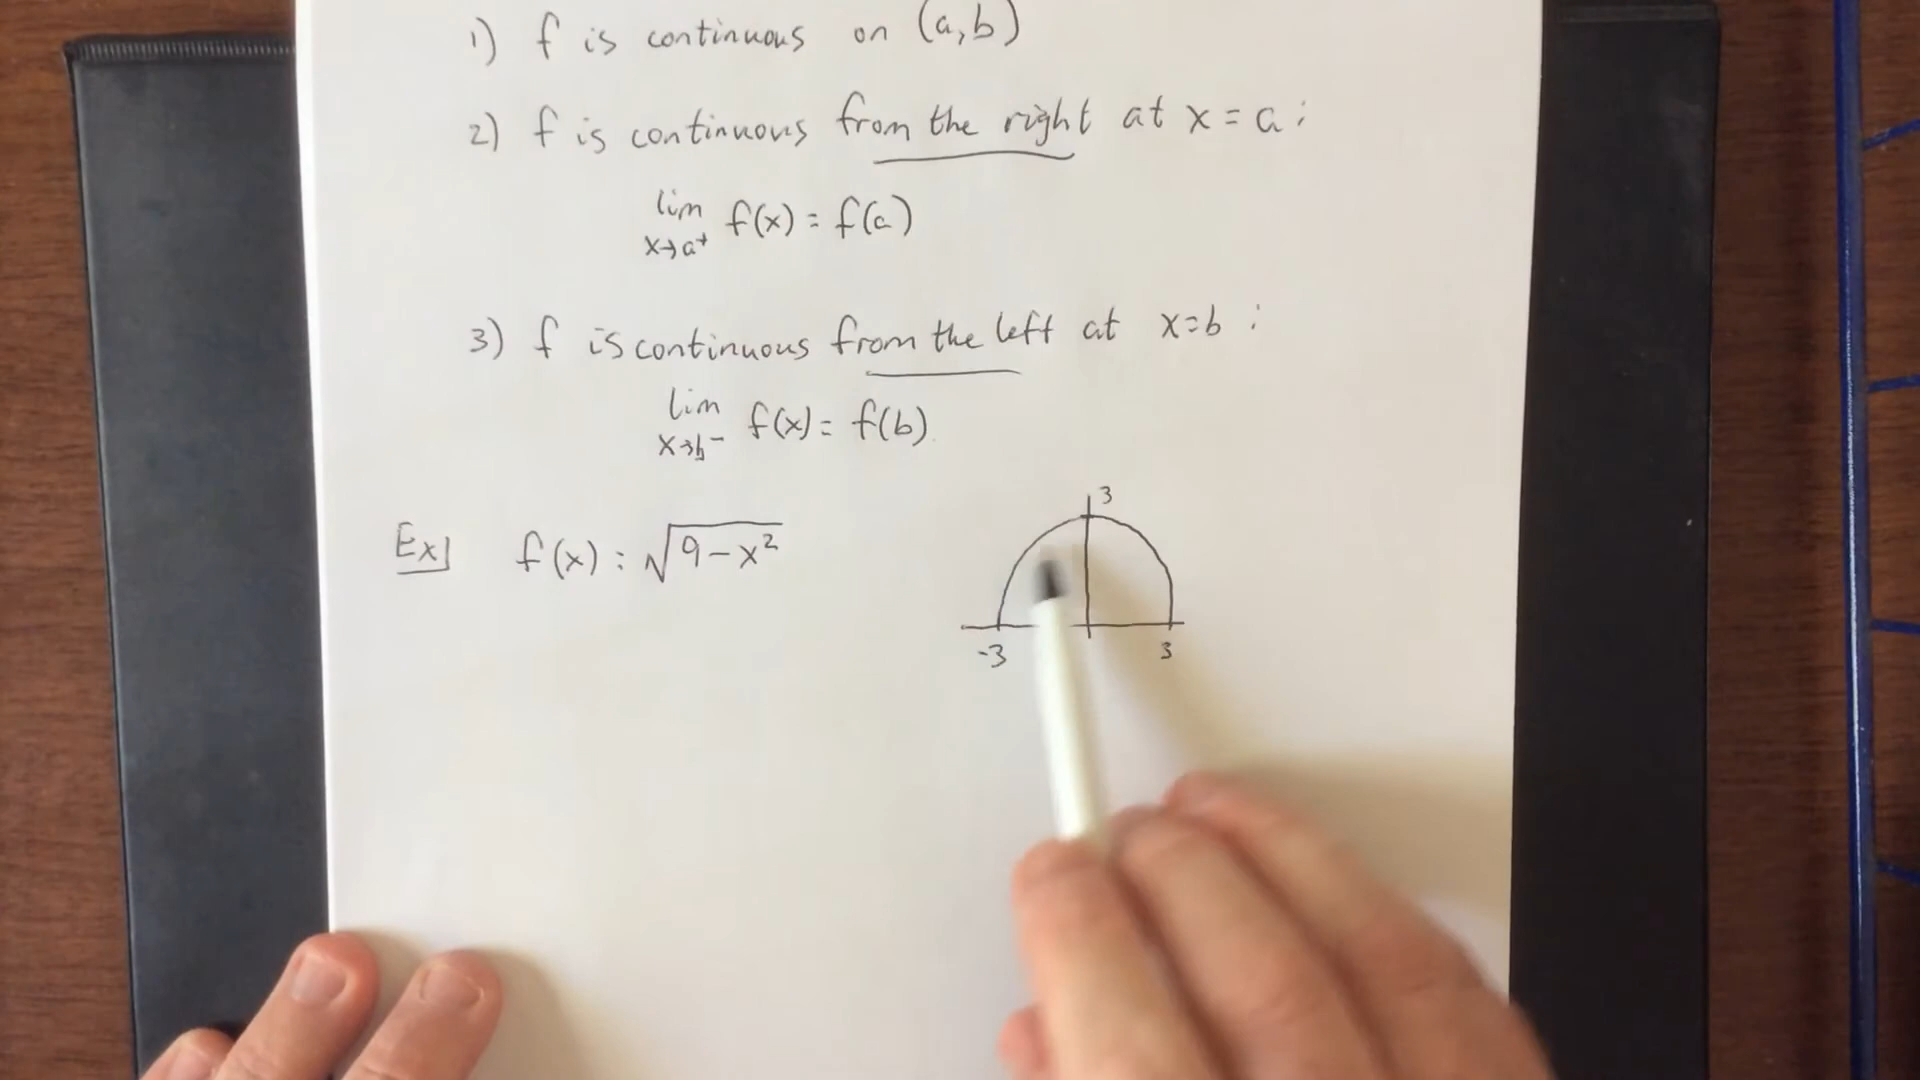 1) f is continuous on (a,b)
2) f is continuous from the right at x = a :
lim f(x) = f(a)
x→a⁺
3) f is continuous from the left at x=b :
lim f(x) = f(b)
x→b⁻
3
Ex] f(x) = √9-x²
-3 3